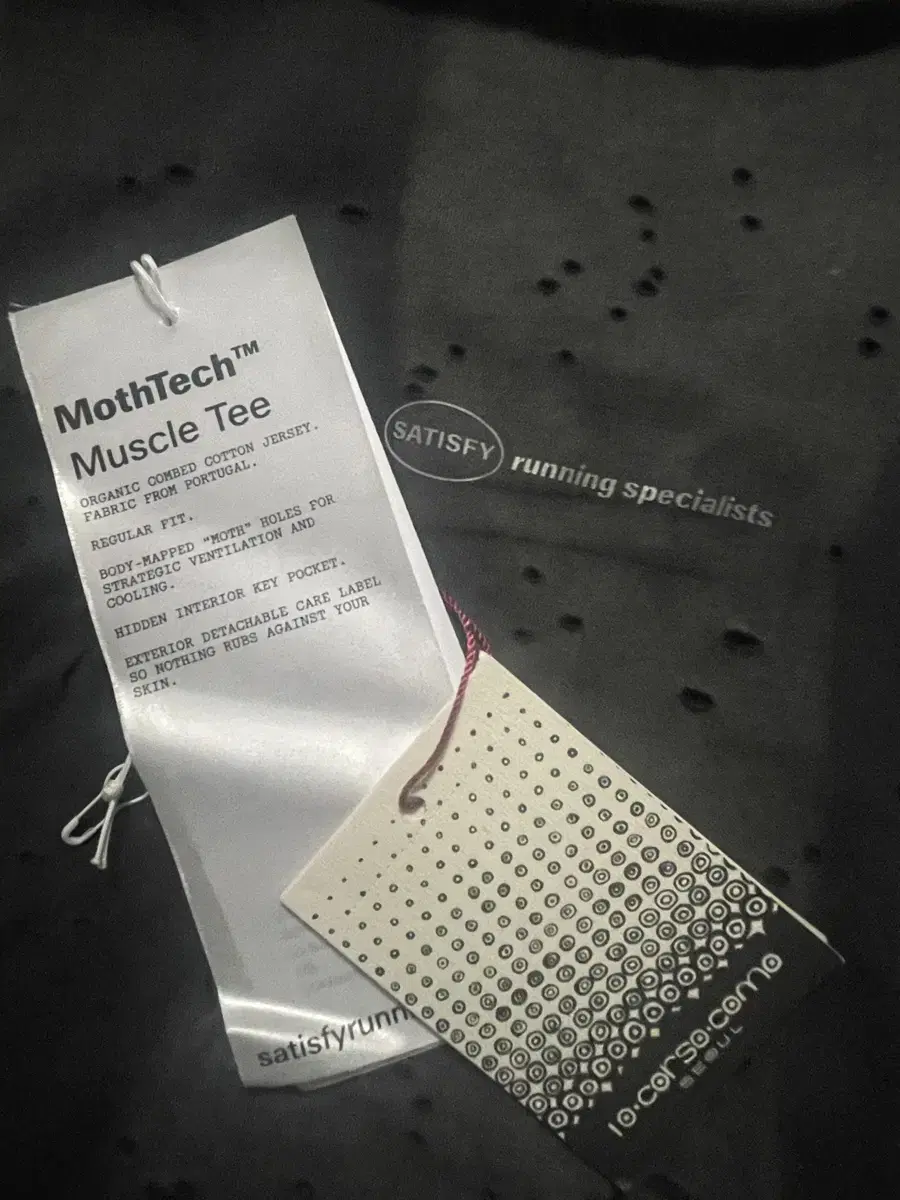 MothTech™
Muscle Tee
ORGANIC COMBED COTTON JERSEY.
FABRIC FROM PORTUGAL.
REGULAR FIT.
BODY-MAPPED "MOTH" HOLES FOR
STRATEGIC VENTILATION AND
COOLING.
HIDDEN INTERIOR KEY POCKET.
EXTERIOR DETACHABLE CARE LABEL
SO NOTHING RUBS AGAINST YOUR
SKIN.
satisfyrunn
SATISFY running specialists
10·corso·como
SEOUL